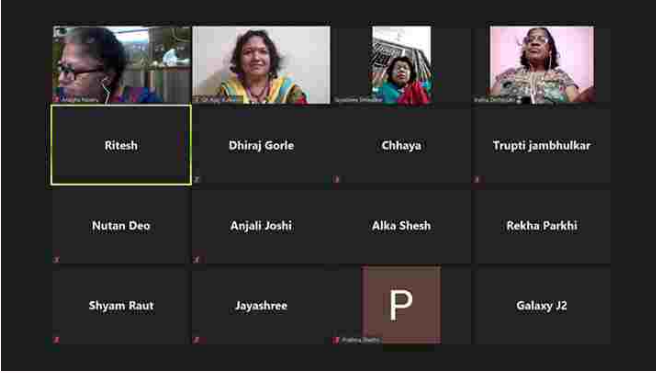 Ritesh
Dhiraj Gorle
Chhaya
Trupti jambhulkar
Nutan Deo
Anjali Joshi
Alka Shesh
Rekha Parkhi
Shyam Raut
Jayashree
P
Galaxy J2